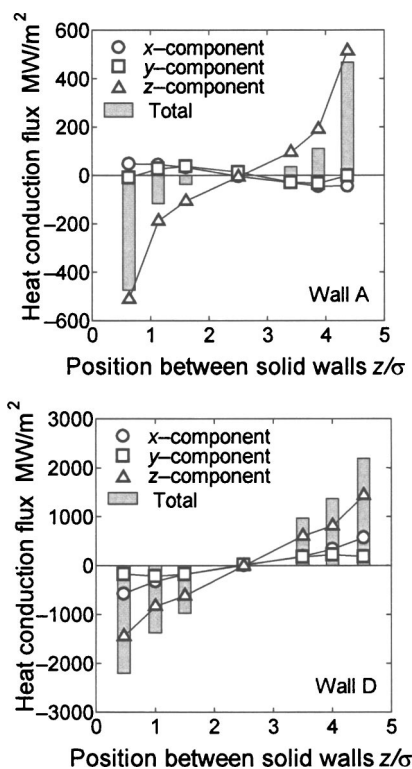 Heat conduction flux MW/m²
600
400
200
0
−200
−400
−600
x−component
y−component
z−component
Total
Wall A
0 1 2 3 4 5
Position between solid walls z/σ
Heat conduction flux MW/m²
3000
2000
1000
0
−1000
−2000
−3000
x−component
y−component
z−component
Total
Wall D
0 1 2 3 4 5
Position between solid walls z/σ